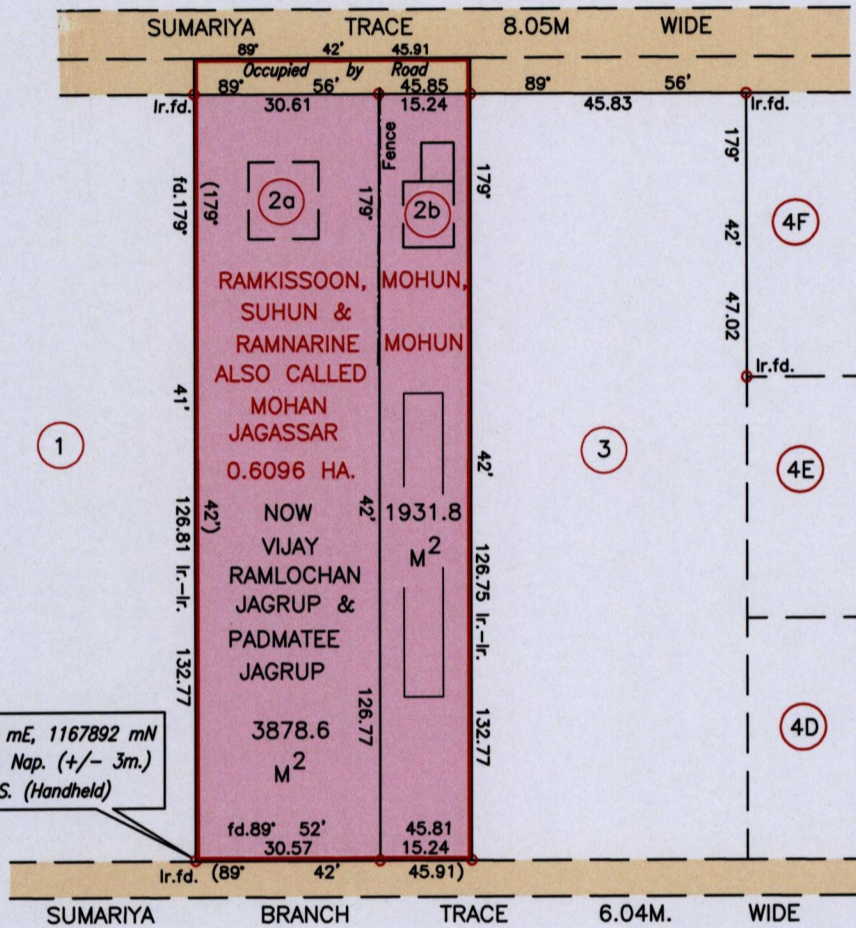 SUMARIYA TRACE 8.05M WIDE
89° 42' 45.91
Occupied by Road
89° 56' 45.85 89° 56'
Ir.fd. 30.61 15.24 45.83 Ir.fd.
Fence
fd.179° 41' 126.81 Ir.-Ir. 132.77
(179° 42')
179° 42' 126.77
179° 42' 126.75 Ir.-Ir. 132.77
179° 42' 47.02
Ir.fd.
2a
2b
4F
4E
4D
1
3
RAMKISSOON,
SUHUN &
RAMNARINE
ALSO CALLED
MOHAN
JAGASSAR
0.6096 HA.
NOW
VIJAY
RAMLOCHAN
JAGRUP &
PADMATEE
JAGRUP
3878.6
M2
MOHUN,
MOHUN
1931.8
M2
mE, 1167892 mN
Nap. (+/- 3m.)
S. (Handheld)
fd.89° 52' 45.81
30.57 15.24
Ir.fd. (89° 42' 45.91)
SUMARIYA BRANCH TRACE 6.04M. WIDE